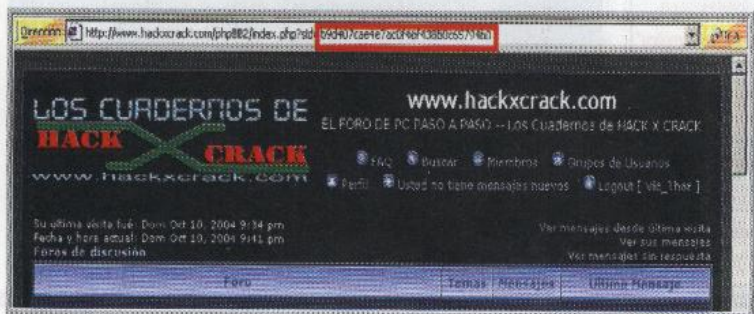 Dirección http://www.hackxcrack.com/phpBB2/index.php?sid=
LOS CUADERNOS DE
HACK X CRACK
www.hackxcrack.com
www.hackxcrack.com
EL FORO DE PC PASO A PASO -- Los Cuadernos de HACK X CRACK
FAQ Buscar Miembros Grupos de Usuarios
Perfil Usted no tiene mensajes nuevos Logout [ Vic_Thor ]
Su última visita fué: Dom Oct 10, 2004 9:34 pm
Fecha y hora actual: Dom Oct 10, 2004 9:41 pm
Foros de discusión
Ver mensajes desde última visita
Ver sus mensajes
Ver mensajes sin respuesta
Foro Temas Mensajes Último Mensaje